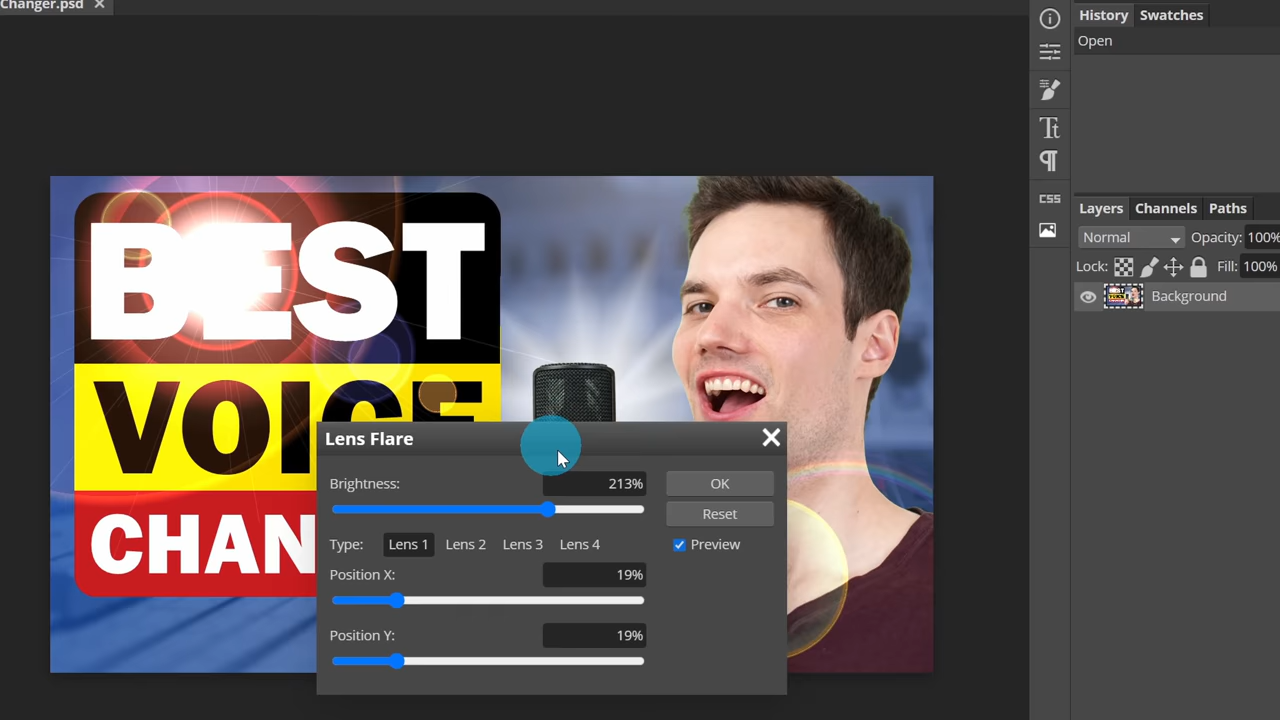 Changer.psd
History Swatches
Open
CSS
Layers Channels Paths
Normal Opacity: 100%
Lock: Fill: 100%
Background
BEST
VOICE
CHAN
Lens Flare
Brightness: 213% OK
Reset
Type: Lens 1 Lens 2 Lens 3 Lens 4 Preview
Position X: 19%
Position Y: 19%